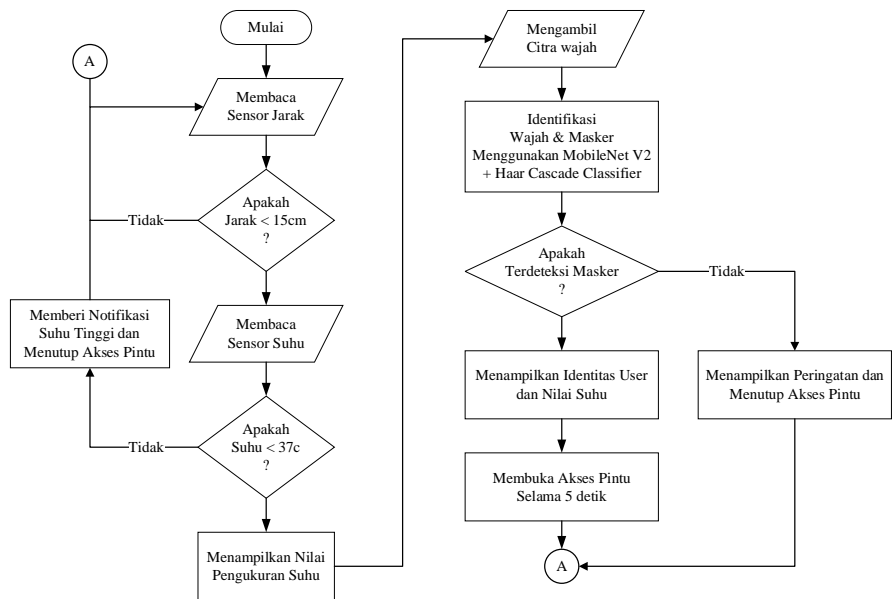 Mulai
A
Membaca
Sensor Jarak
Apakah
Jarak < 15cm
?
Tidak
Membaca
Sensor Suhu
Memberi Notifikasi
Suhu Tinggi dan
Menutup Akses Pintu
Apakah
Suhu < 37c
?
Tidak
Menampilkan Nilai
Pengukuran Suhu
Mengambil
Citra wajah
Identifikasi
Wajah & Masker
Menggunakan MobileNet V2
+ Haar Cascade Classifier
Apakah
Terdeteksi Masker
?
Tidak
Menampilkan Identitas User
dan Nilai Suhu
Menampilkan Peringatan dan
Menutup Akses Pintu
Membuka Akses Pintu
Selama 5 detik
A